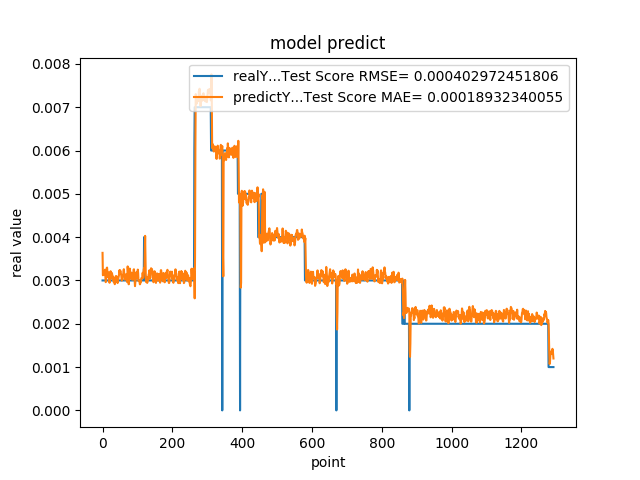 model predict
realY...Test Score RMSE= 0.000402972451806
predictY...Test Score MAE= 0.00018932340055
real value
0.008
0.007
0.006
0.005
0.004
0.003
0.002
0.001
0.000
0 200 400 600 800 1000 1200
point